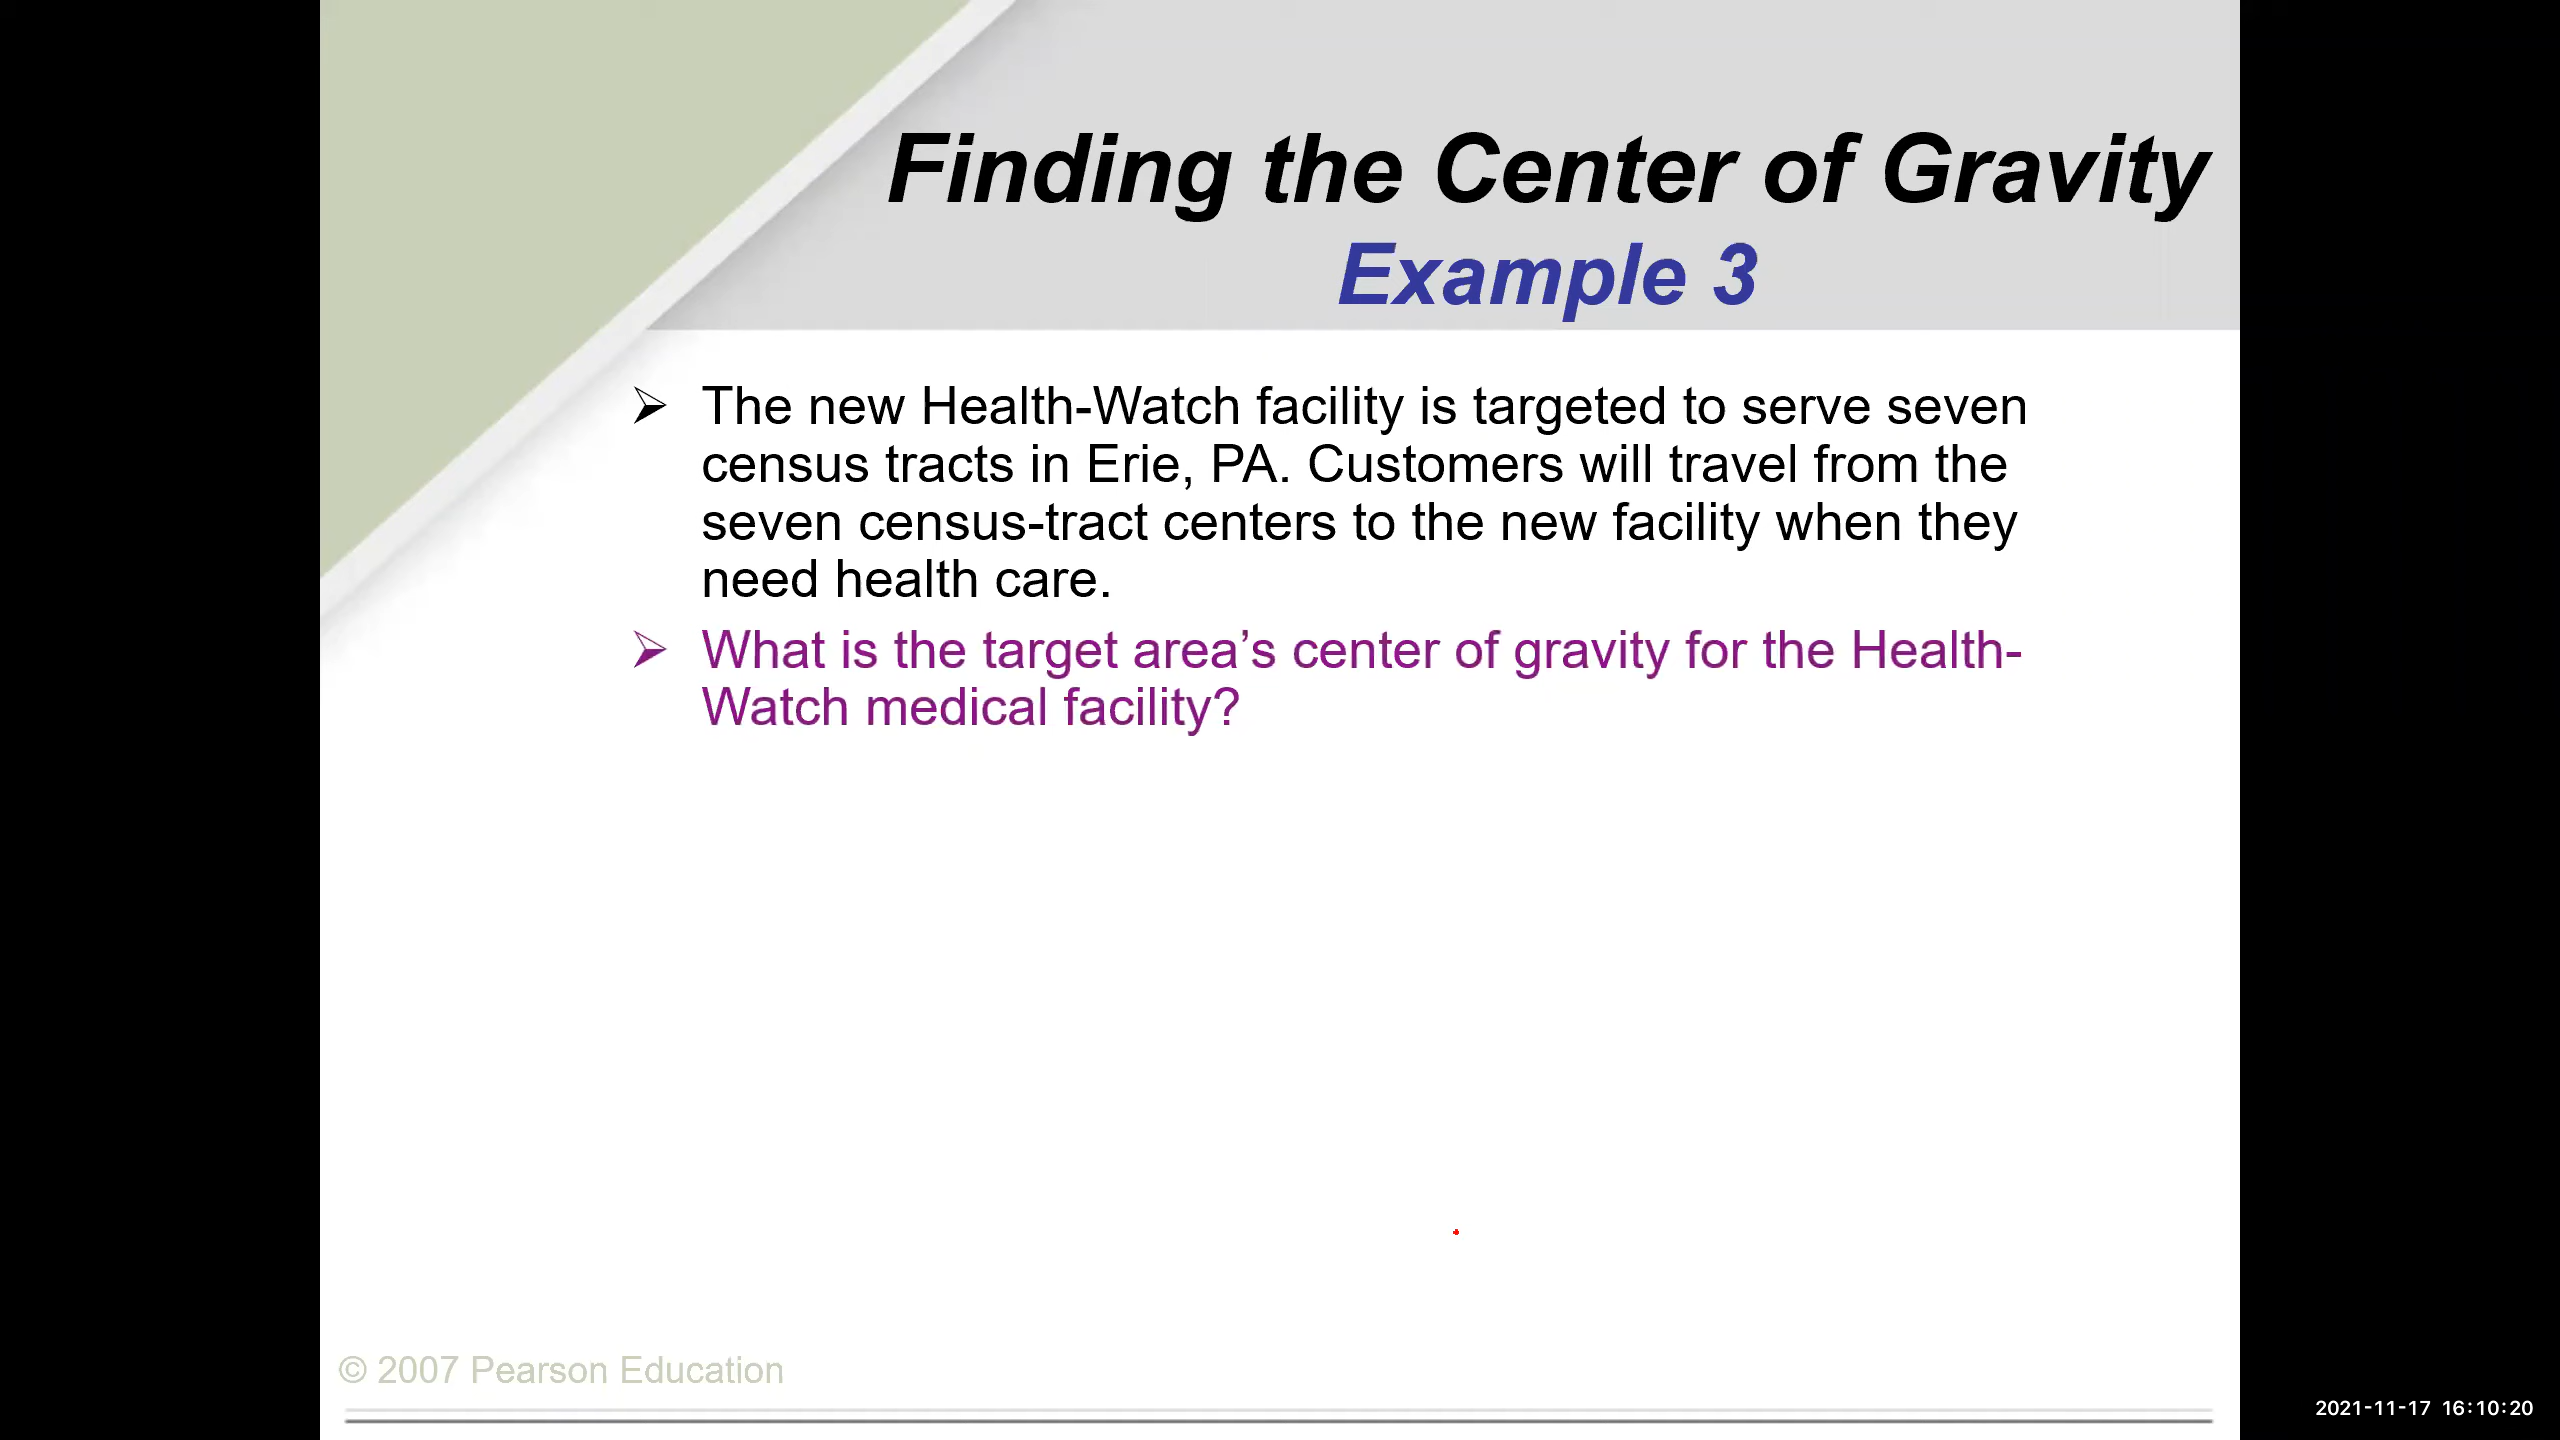 Finding the Center of Gravity
Example 3
The new Health-Watch facility is targeted to serve seven
census tracts in Erie, PA. Customers will travel from the
seven census-tract centers to the new facility when they
need health care.
What is the target area’s center of gravity for the Health-
Watch medical facility?
© 2007 Pearson Education
2021-11-17 16:10:20